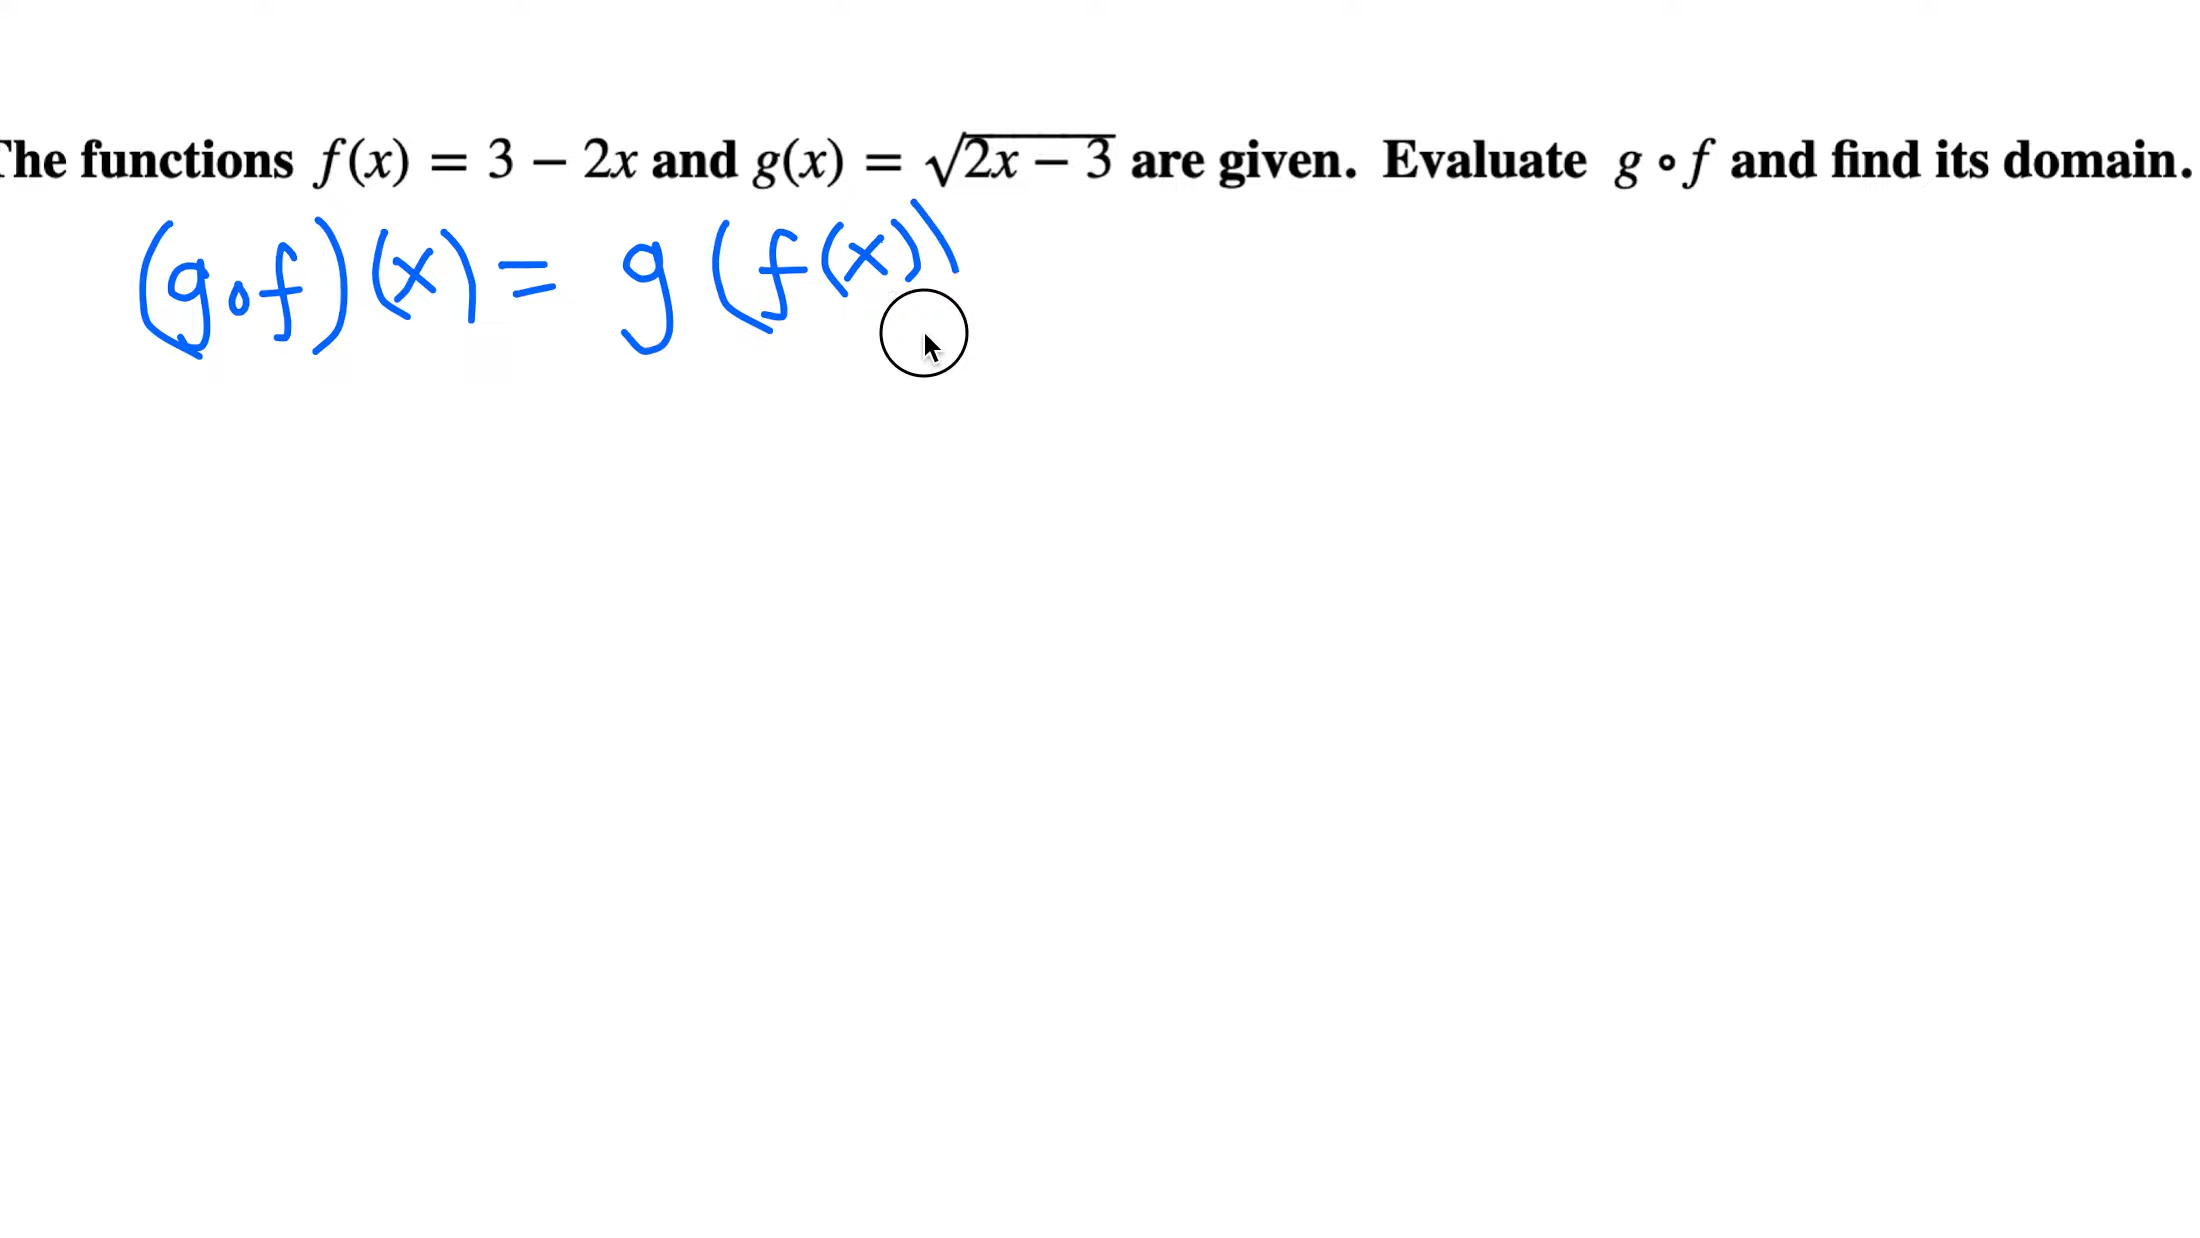 The functions f(x) = 3 − 2x and g(x) = √(2x − 3) are given. Evaluate g ∘ f and find its domain.
(g∘f)(x) = g(f(x))